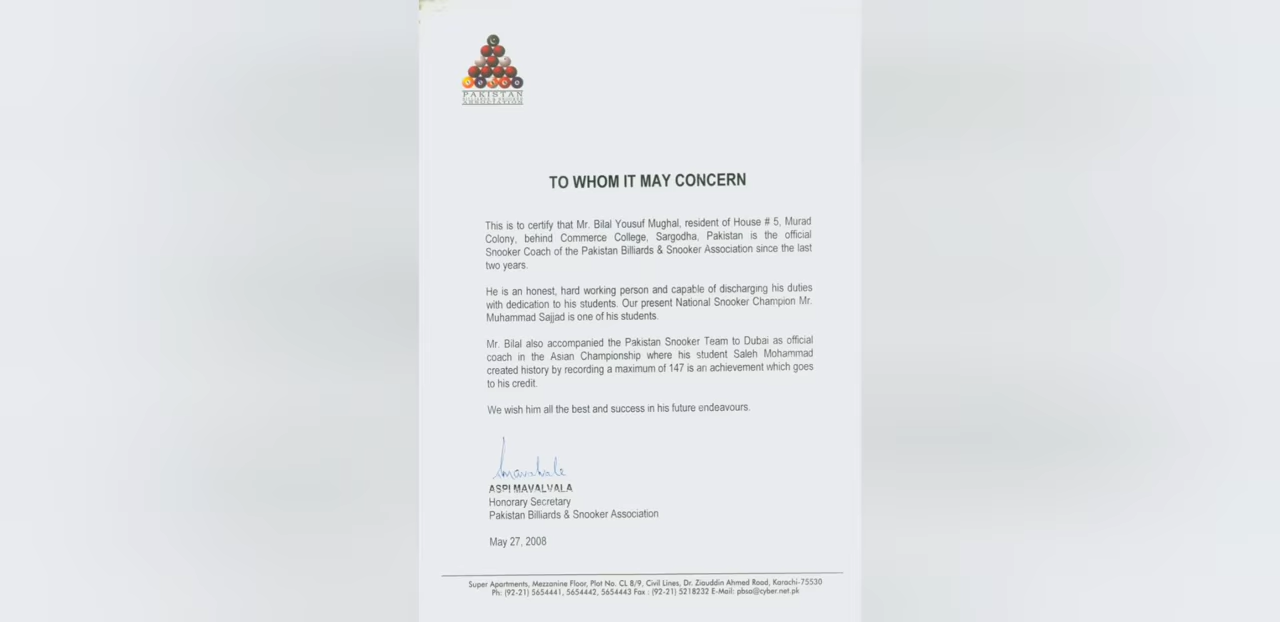 PAKISTAN
TO WHOM IT MAY CONCERN
This is to certify that Mr. Bilal Yousuf Mughal, resident of House # 5, Murad
Colony, behind Commerce College, Sargodha, Pakistan is the official
Snooker Coach of the Pakistan Billiards & Snooker Association since the last
two years.
He is an honest, hard working person and capable of discharging his duties
with dedication to his students. Our present National Snooker Champion Mr.
Muhammad Sajjad is one of his students.
Mr. Bilal also accompanied the Pakistan Snooker Team to Dubai as official
coach in the Asian Championship where his student Saleh Mohammad
created history by recording a maximum of 147 is an achievement which goes
to his credit.
We wish him all the best and success in his future endeavours.
ASPI MAVALVALA
Honorary Secretary
Pakistan Billiards & Snooker Association
May 27, 2008
Super Apartments, Mezzanine Floor, Plot No. CL 8/9, Civil Lines, Dr. Ziauddin Ahmed Road, Karachi-75530
Ph: (92-21) 5654441, 5654442, 5654443 Fax : (92-21) 5218232 E-Mail: pbsa@cyber.net.pk